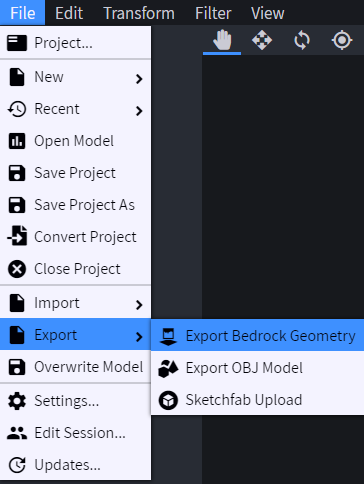 File Edit Transform Filter View
Project...
New
Recent
Open Model
Save Project
Save Project As
Convert Project
Close Project
Import
Export
Export Bedrock Geometry
Overwrite Model
Export OBJ Model
Settings...
Sketchfab Upload
Edit Session...
Updates...